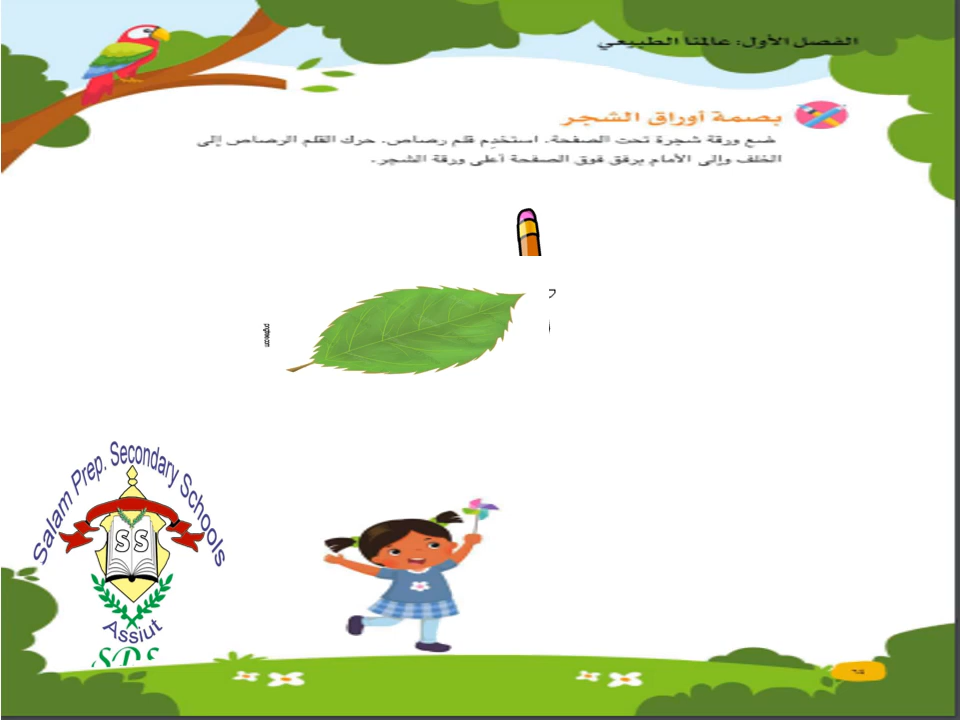 الفصل الأول: عالمنا الطبيعي
بصمة أوراق الشجر
ضع ورقة شجرة تحت الصفحة. استخدِم قلم رصاص. حرك القلم الرصاص إلى
الخلف وإلى الأمام برفق فوق الصفحة أعلى ورقة الشجر.
Salam Prep. Secondary Schools
SS
Assiut
SPS